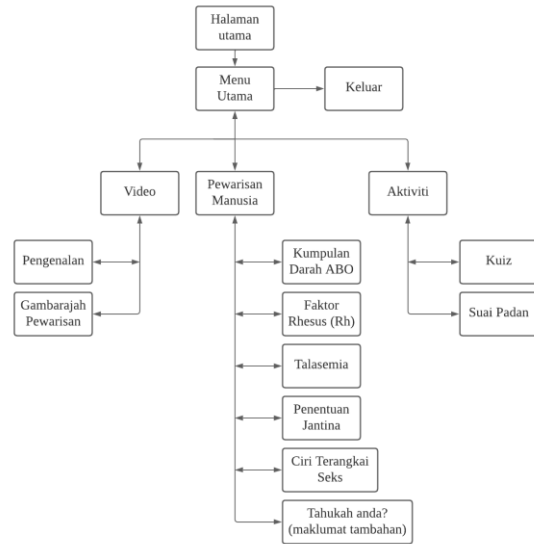 Halaman
utama
Menu
Utama
Keluar
Video
Pewarisan
Manusia
Aktiviti
Pengenalan
Gambarajah
Pewarisan
Kumpulan
Darah ABO
Faktor
Rhesus (Rh)
Talasemia
Penentuan
Jantina
Ciri Terangkai
Seks
Tahukah anda?
(maklumat tambahan)
Kuiz
Suai Padan